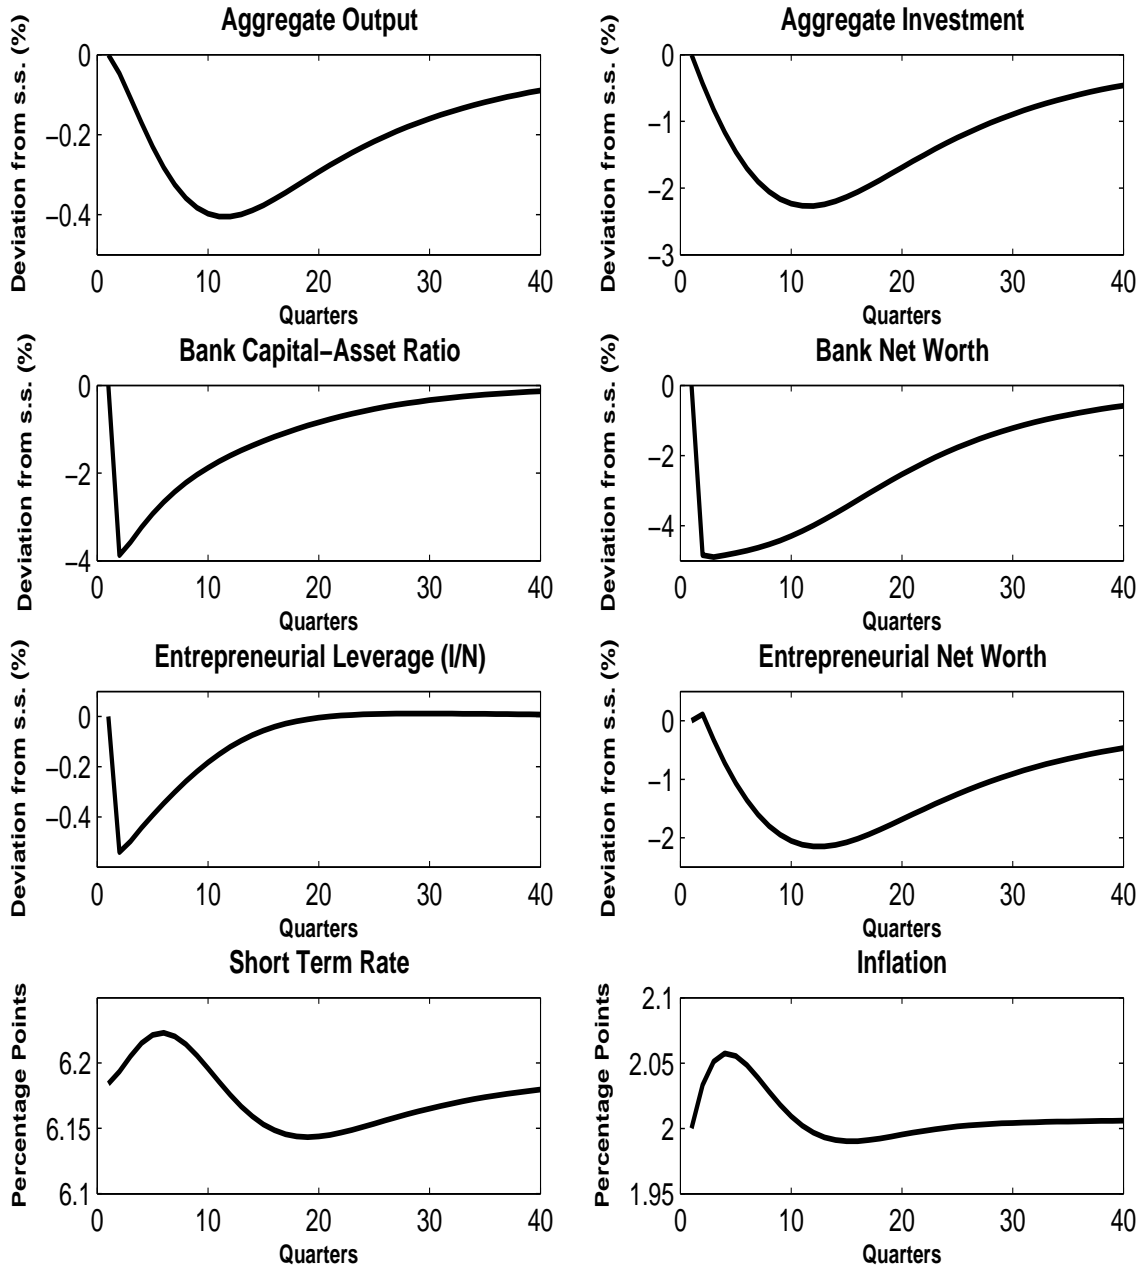 Aggregate Output
Deviation from s.s. (%)
0
−0.2
−0.4
0 10 20 30 40
Quarters
Aggregate Investment
Deviation from s.s. (%)
0
−1
−2
−3
0 10 20 30 40
Quarters
Bank Capital−Asset Ratio
Deviation from s.s. (%)
0
−2
−4
0 10 20 30 40
Quarters
Bank Net Worth
Deviation from s.s. (%)
0
−2
−4
0 10 20 30 40
Quarters
Entrepreneurial Leverage (I/N)
Deviation from s.s. (%)
0
−0.2
−0.4
0 10 20 30 40
Quarters
Entrepreneurial Net Worth
Deviation from s.s. (%)
0
−1
−2
0 10 20 30 40
Quarters
Short Term Rate
Percentage Points
6.2
6.15
6.1
0 10 20 30 40
Quarters
Inflation
Percentage Points
2.1
2.05
2
1.95
0 10 20 30 40
Quarters